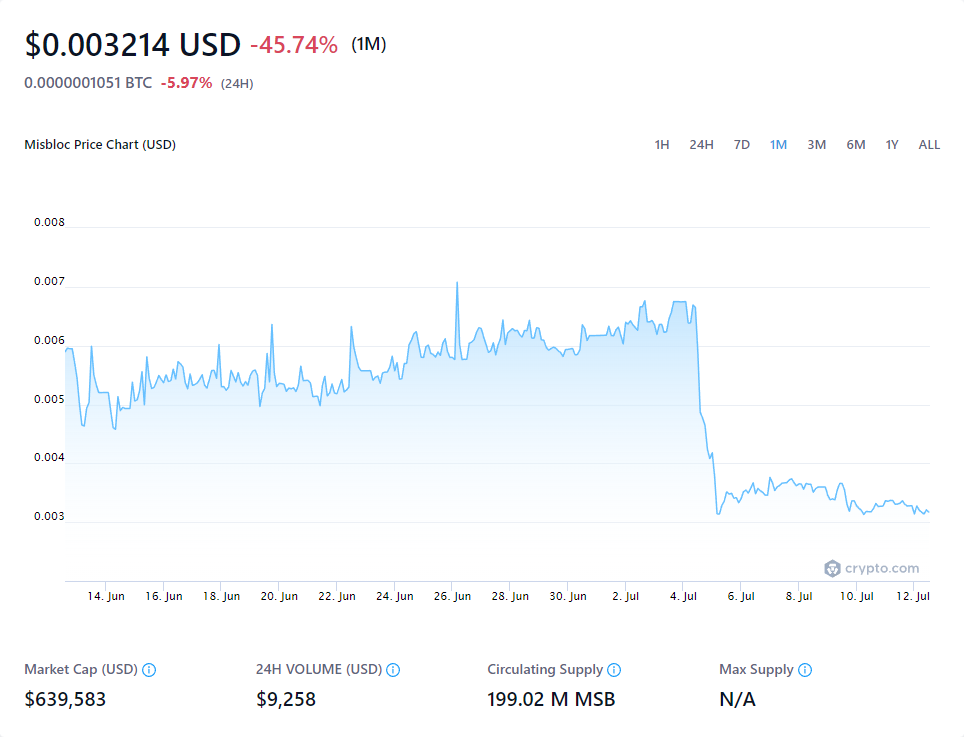 $0.003214 USD -45.74% (1M)
0.0000001051 BTC -5.97% (24H)
Misbloc Price Chart (USD) 1H 24H 7D 1M 3M 6M 1Y ALL
0.008
0.007
0.006
0.005
0.004
0.003
crypto.com
14. Jun 16. Jun 18. Jun 20. Jun 22. Jun 24. Jun 26. Jun 28. Jun 30. Jun 2. Jul 4. Jul 6. Jul 8. Jul 10. Jul 12. Jul
Market Cap (USD) 24H VOLUME (USD) Circulating Supply Max Supply
$639,583 $9,258 199.02 M MSB N/A